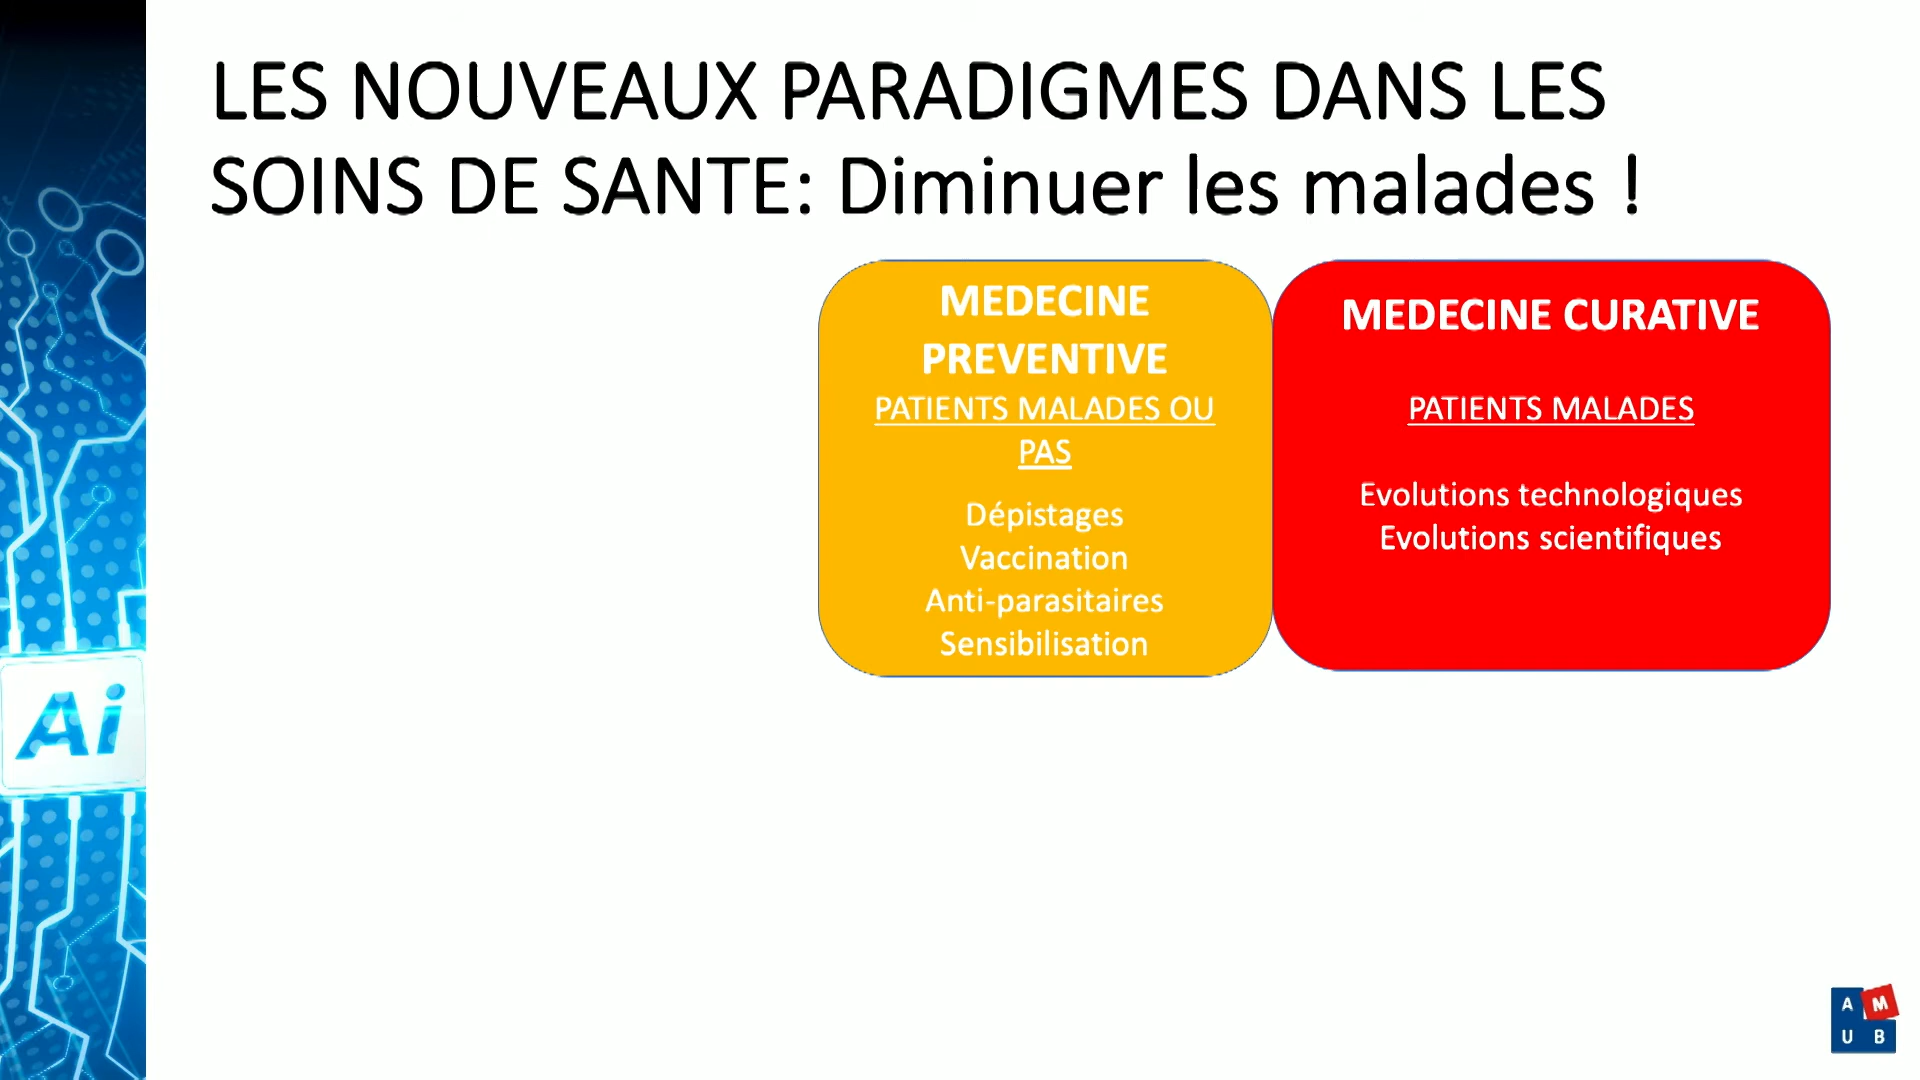 LES NOUVEAUX PARADIGMES DANS LES
SOINS DE SANTE: Diminuer les malades !
MEDECINE
PREVENTIVE
PATIENTS MALADES OU
PAS
Dépistages
Vaccination
Anti-parasitaires
Sensibilisation
MEDECINE CURATIVE
PATIENTS MALADES
Evolutions technologiques
Evolutions scientifiques
Ai
A M
U B